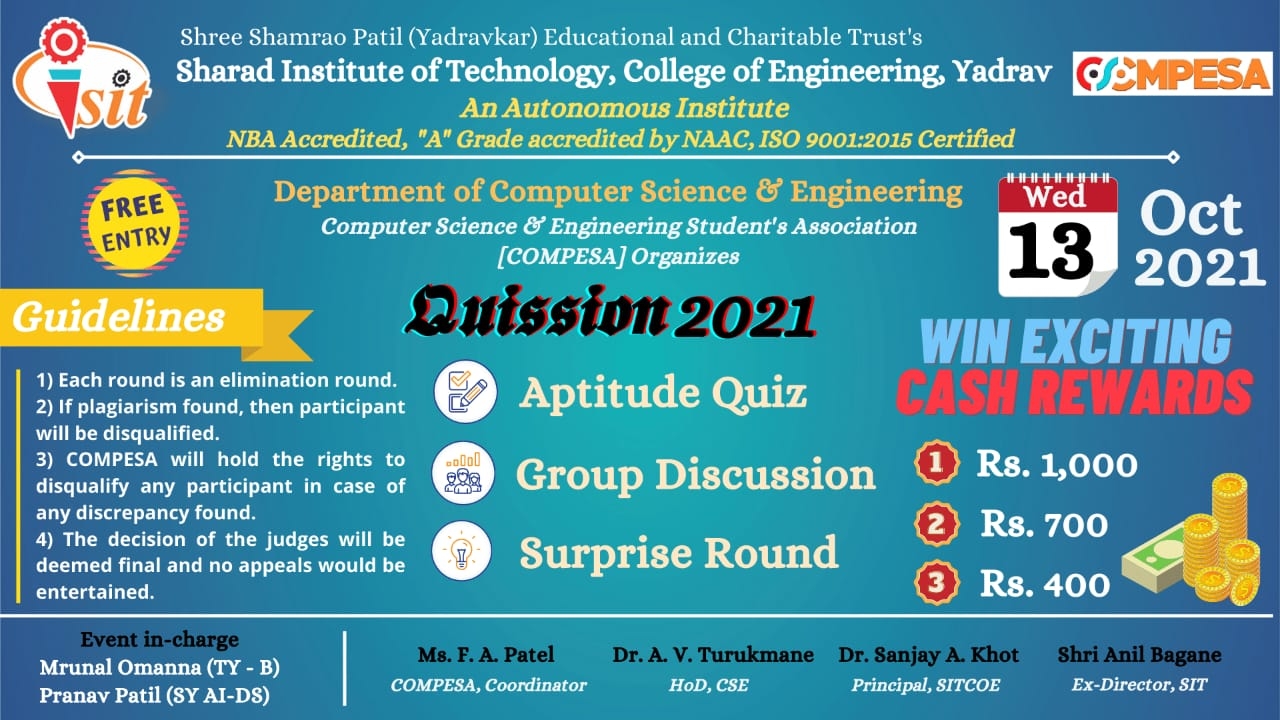 sit
Shree Shamrao Patil (Yadravkar) Educational and Charitable Trust's
Sharad Institute of Technology, College of Engineering, Yadrav
An Autonomous Institute
NBA Accredited, "A" Grade accredited by NAAC, ISO 9001:2015 Certified
COMPESA
FREE
ENTRY
Department of Computer Science & Engineering
Computer Science & Engineering Student's Association
[COMPESA] Organizes
Wed
13
Oct
2021
Guidelines
1) Each round is an elimination round.
2) If plagiarism found, then participant
will be disqualified.
3) COMPESA will hold the rights to
disqualify any participant in case of
any discrepancy found.
4) The decision of the judges will be
deemed final and no appeals would be
entertained.
Quission 2021
Aptitude Quiz
Group Discussion
Surprise Round
WIN EXCITING
CASH REWARDS
1 Rs. 1,000
2 Rs. 700
3 Rs. 400
Event in-charge
Mrunal Omanna (TY - B)
Pranav Patil (SY AI-DS)
Ms. F. A. Patel
COMPESA, Coordinator
Dr. A. V. Turukmane
HoD, CSE
Dr. Sanjay A. Khot
Principal, SITCOE
Shri Anil Bagane
Ex-Director, SIT